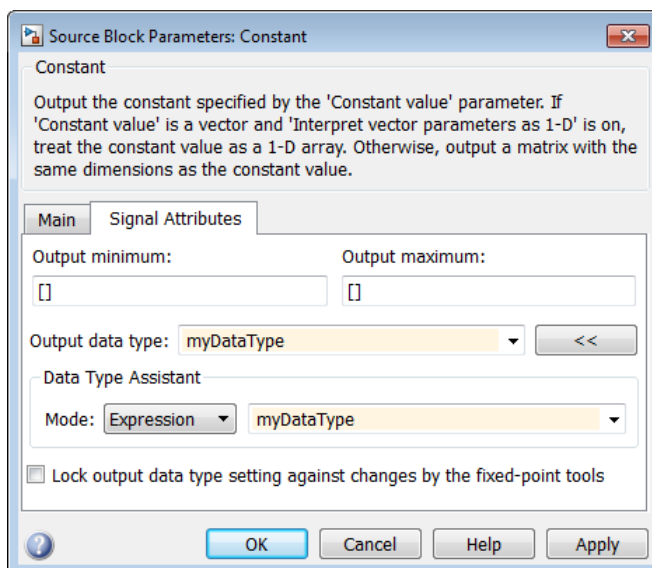 Source Block Parameters: Constant
Constant
Output the constant specified by the 'Constant value' parameter. If
'Constant value' is a vector and 'Interpret vector parameters as 1-D' is on,
treat the constant value as a 1-D array. Otherwise, output a matrix with the
same dimensions as the constant value.
Main Signal Attributes
Output minimum: Output maximum:
[] []
Output data type: myDataType <<
Data Type Assistant
Mode: Expression myDataType
Lock output data type setting against changes by the fixed-point tools
? OK Cancel Help Apply